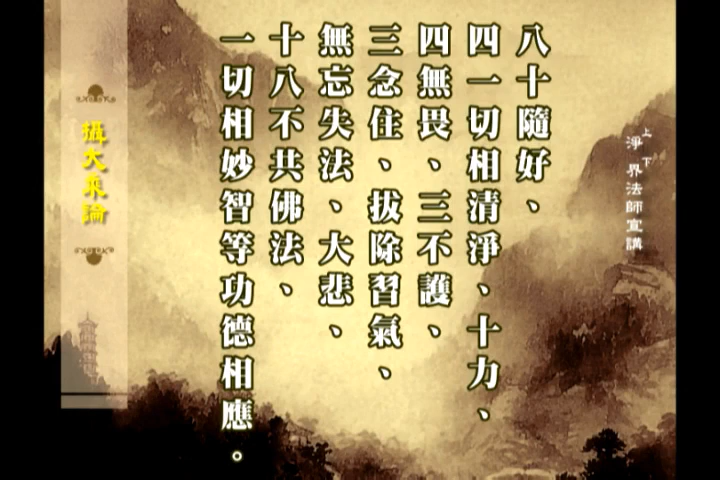 上下
淨界法師宣講
八十隨好、
四一切相清淨、十力、
四無畏、三不護、
三念住、拔除習氣、
無忘失法、大悲、
十八不共佛法、
一切相妙智等功德相應。
攝大乘論